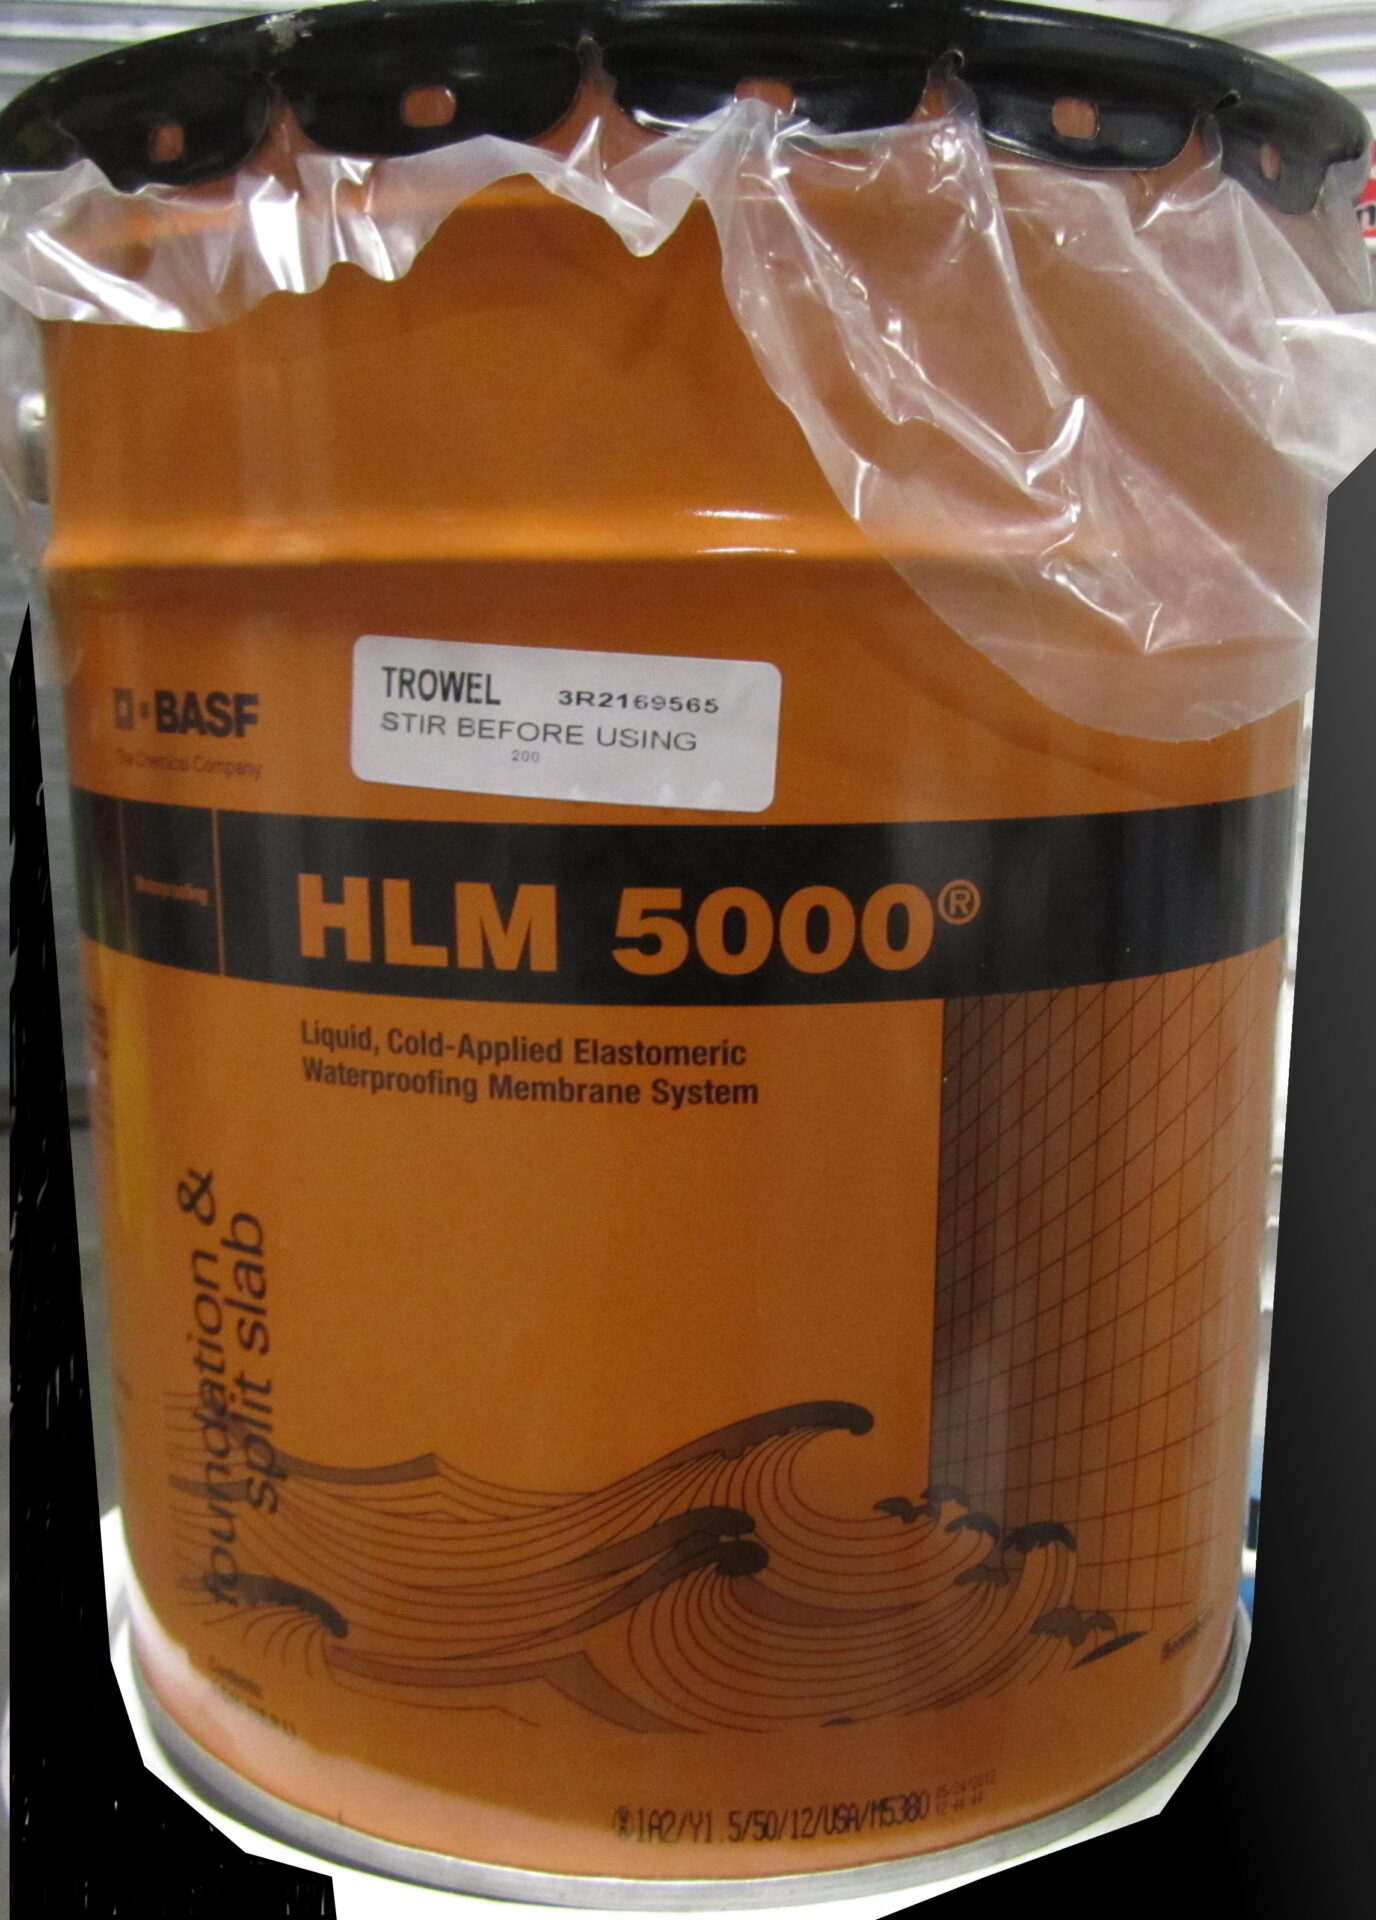 BASF
The Chemical Company
TROWEL 3R2169565
STIR BEFORE USING
200
Waterproofing
HLM 5000®
Liquid, Cold-Applied Elastomeric
Waterproofing Membrane System
foundation &
split slab
1A2/Y1.5/50/12/USA/M5380